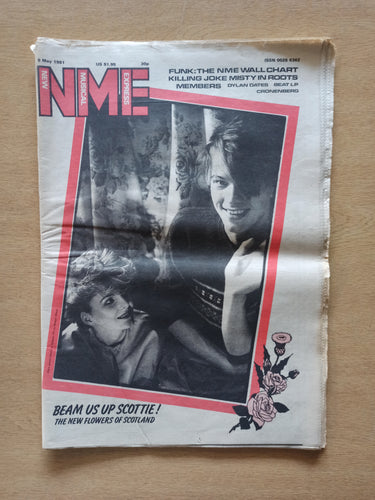 9 May 1981 US $1.95 30p ISSN 0028 6362
NEW MUSICAL EXPRESS
NME
FUNK: THE NME WALLCHART
KILLING JOKE MISTY IN ROOTS
MEMBERS DYLAN DATES BEAT LP
CRONENBERG
BEAM US UP SCOTTIE!
THE NEW FLOWERS OF SCOTLAND